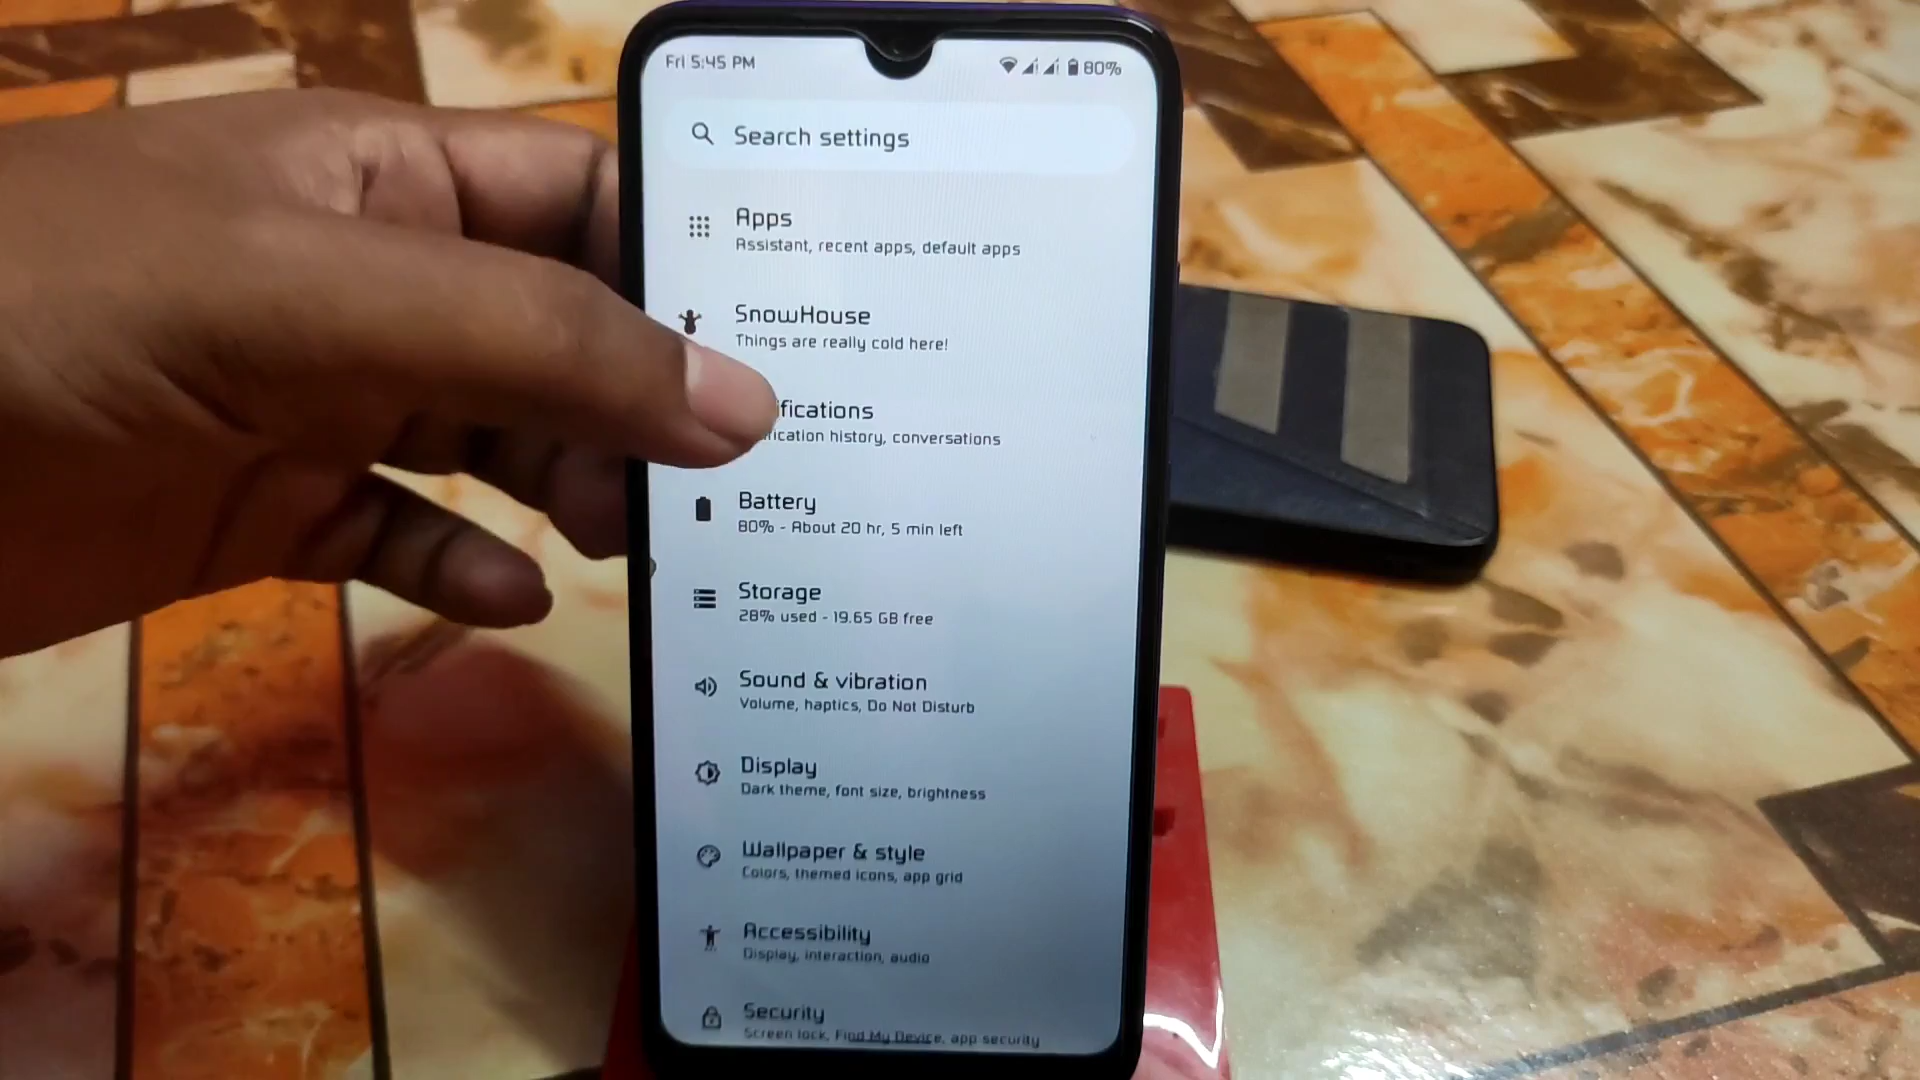 Fri 5:45 PM
80%
Search settings
Apps
Assistant, recent apps, default apps
SnowHouse
Things are really cold here!
ifications
ication history, conversations
Battery
80% - About 20 hr, 5 min left
Storage
28% used - 19.65 GB free
Sound & vibration
Volume, haptics, Do Not Disturb
Display
Dark theme, font size, brightness
Wallpaper & style
Colors, themed icons, app grid
Accessibility
Display, interaction, audio
Security
Screen lock, Find My Device, app security